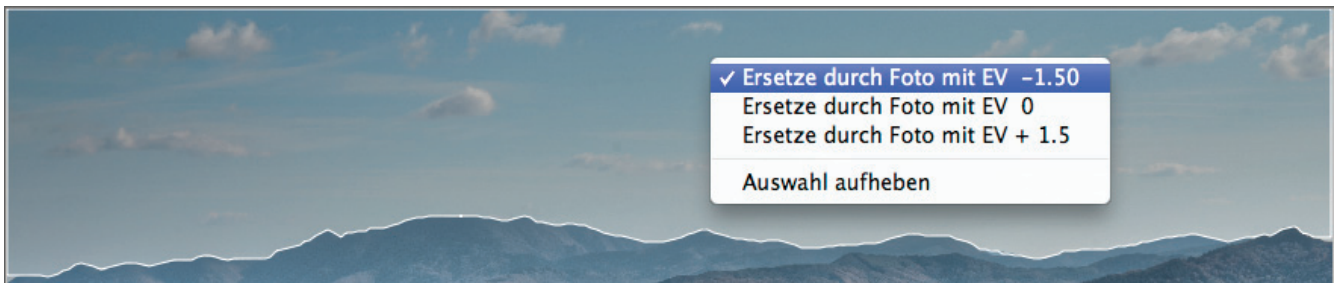 ✓ Ersetze durch Foto mit EV -1.50
Ersetze durch Foto mit EV 0
Ersetze durch Foto mit EV + 1.5
Auswahl aufheben